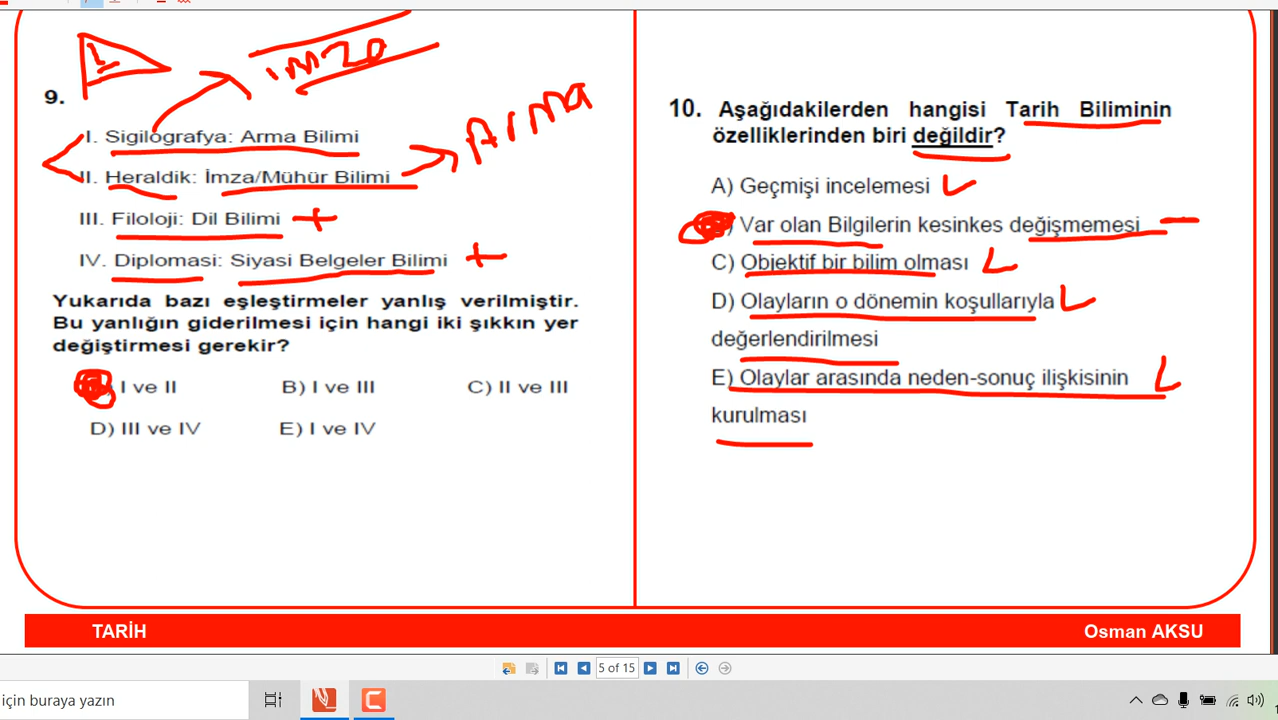 1
imza
9.
I. Sigilografya: Arma Bilimi
Arma
II. Heraldik: İmza/Mühür Bilimi
III. Filoloji: Dil Bilimi +
IV. Diplomasi: Siyasi Belgeler Bilimi +
Yukarıda bazı eşleştirmeler yanlış verilmiştir.
Bu yanlığın giderilmesi için hangi iki şıkkın yer
değiştirmesi gerekir?
I ve II B) I ve III C) II ve III
D) III ve IV E) I ve IV
10. Aşağıdakilerden hangisi Tarih Biliminin
özelliklerinden biri değildir?
A) Geçmişi incelemesi
) Var olan Bilgilerin kesinkes değişmemesi
C) Objektif bir bilim olması
D) Olayların o dönemin koşullarıyla
değerlendirilmesi
E) Olaylar arasında neden-sonuç ilişkisinin
kurulması
TARİH Osman AKSU
5 of 15
için buraya yazın